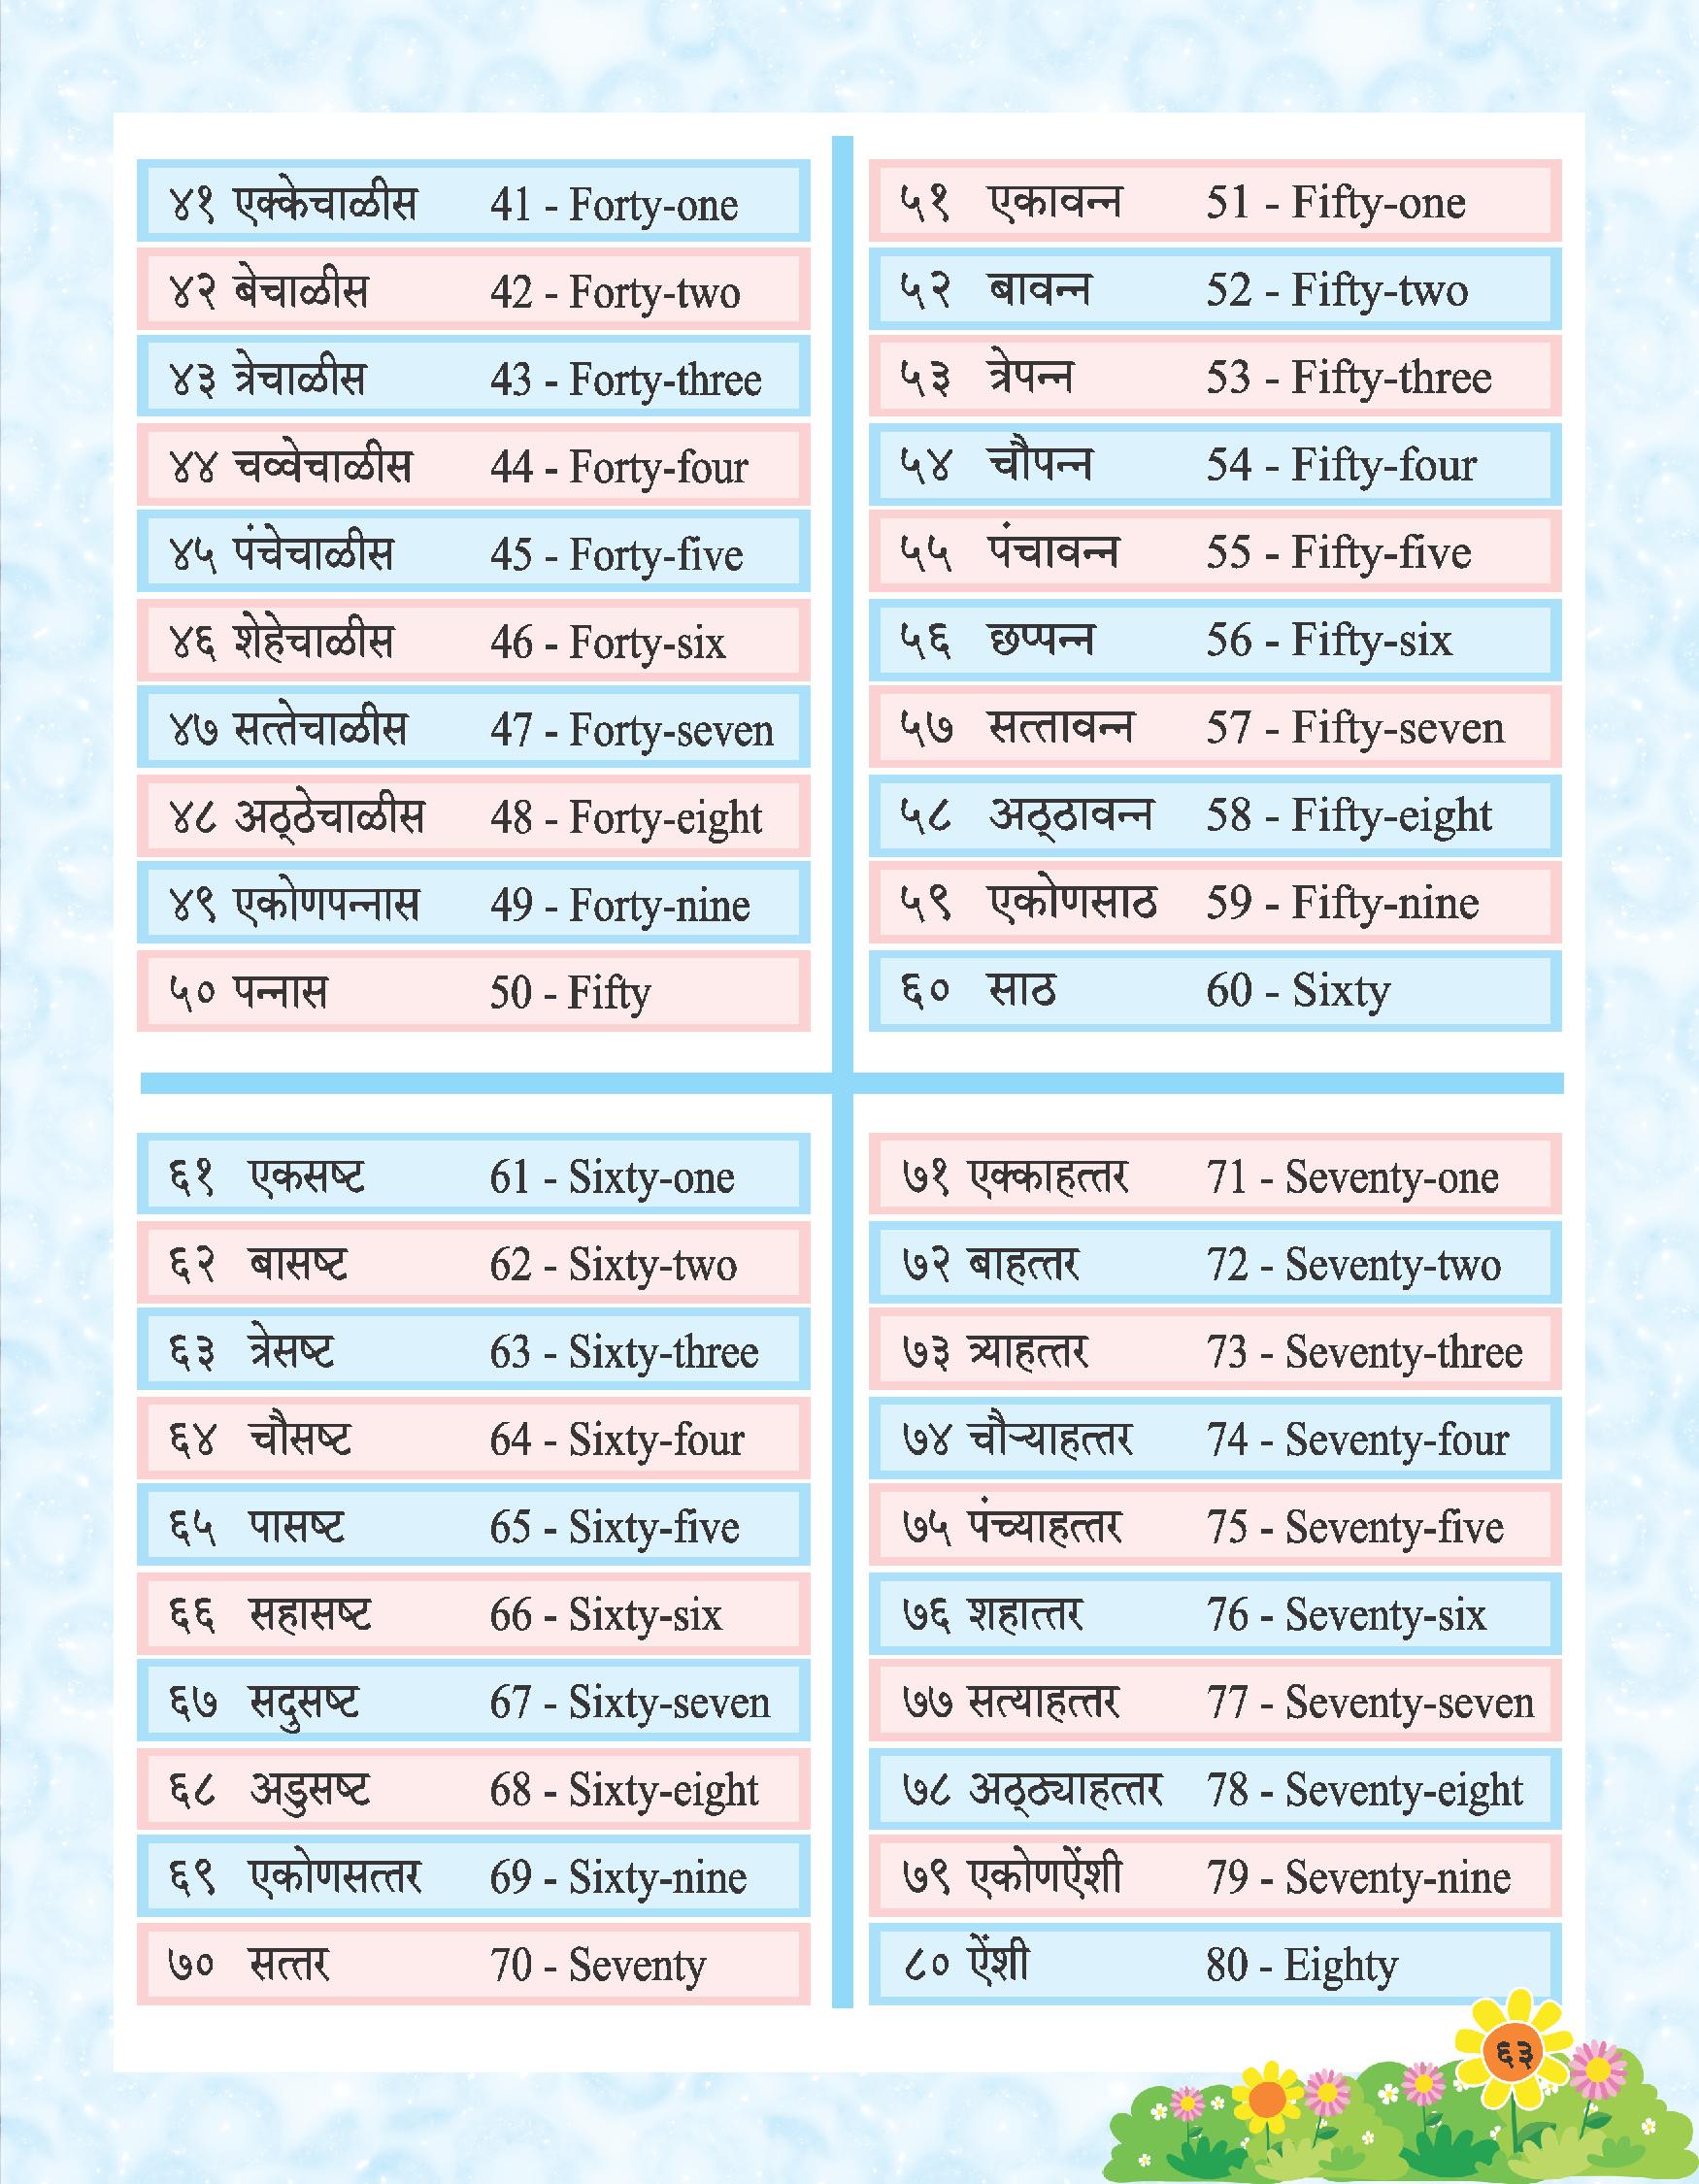 ४१ एक्केचाळीस 41 - Forty-one
४२ बेचाळीस 42 - Forty-two
४३ त्रेचाळीस 43 - Forty-three
४४ चव्वेचाळीस 44 - Forty-four
४५ पंचेचाळीस 45 - Forty-five
४६ शेहेचाळीस 46 - Forty-six
४७ सत्तेचाळीस 47 - Forty-seven
४८ अठ्ठेचाळीस 48 - Forty-eight
४९ एकोणपन्नास 49 - Forty-nine
५० पन्नास 50 - Fifty
५१ एकावन्न 51 - Fifty-one
५२ बावन्न 52 - Fifty-two
५३ त्रेपन्न 53 - Fifty-three
५४ चौपन्न 54 - Fifty-four
५५ पंचावन्न 55 - Fifty-five
५६ छप्पन्न 56 - Fifty-six
५७ सत्तावन्न 57 - Fifty-seven
५८ अठ्ठावन्न 58 - Fifty-eight
५९ एकोणसाठ 59 - Fifty-nine
६० साठ 60 - Sixty
६१ एकसष्ट 61 - Sixty-one
६२ बासष्ट 62 - Sixty-two
६३ त्रेसष्ट 63 - Sixty-three
६४ चौसष्ट 64 - Sixty-four
६५ पासष्ट 65 - Sixty-five
६६ सहासष्ट 66 - Sixty-six
६७ सदुसष्ट 67 - Sixty-seven
६८ अडुसष्ट 68 - Sixty-eight
६९ एकोणसत्तर 69 - Sixty-nine
७० सत्तर 70 - Seventy
७१ एक्काहत्तर 71 - Seventy-one
७२ बाहत्तर 72 - Seventy-two
७३ त्र्याहत्तर 73 - Seventy-three
७४ चौऱ्याहत्तर 74 - Seventy-four
७५ पंच्याहत्तर 75 - Seventy-five
७६ शहात्तर 76 - Seventy-six
७७ सत्याहत्तर 77 - Seventy-seven
७८ अठ्ठ्याहत्तर 78 - Seventy-eight
७९ एकोणऐंशी 79 - Seventy-nine
८० ऐंशी 80 - Eighty
६३